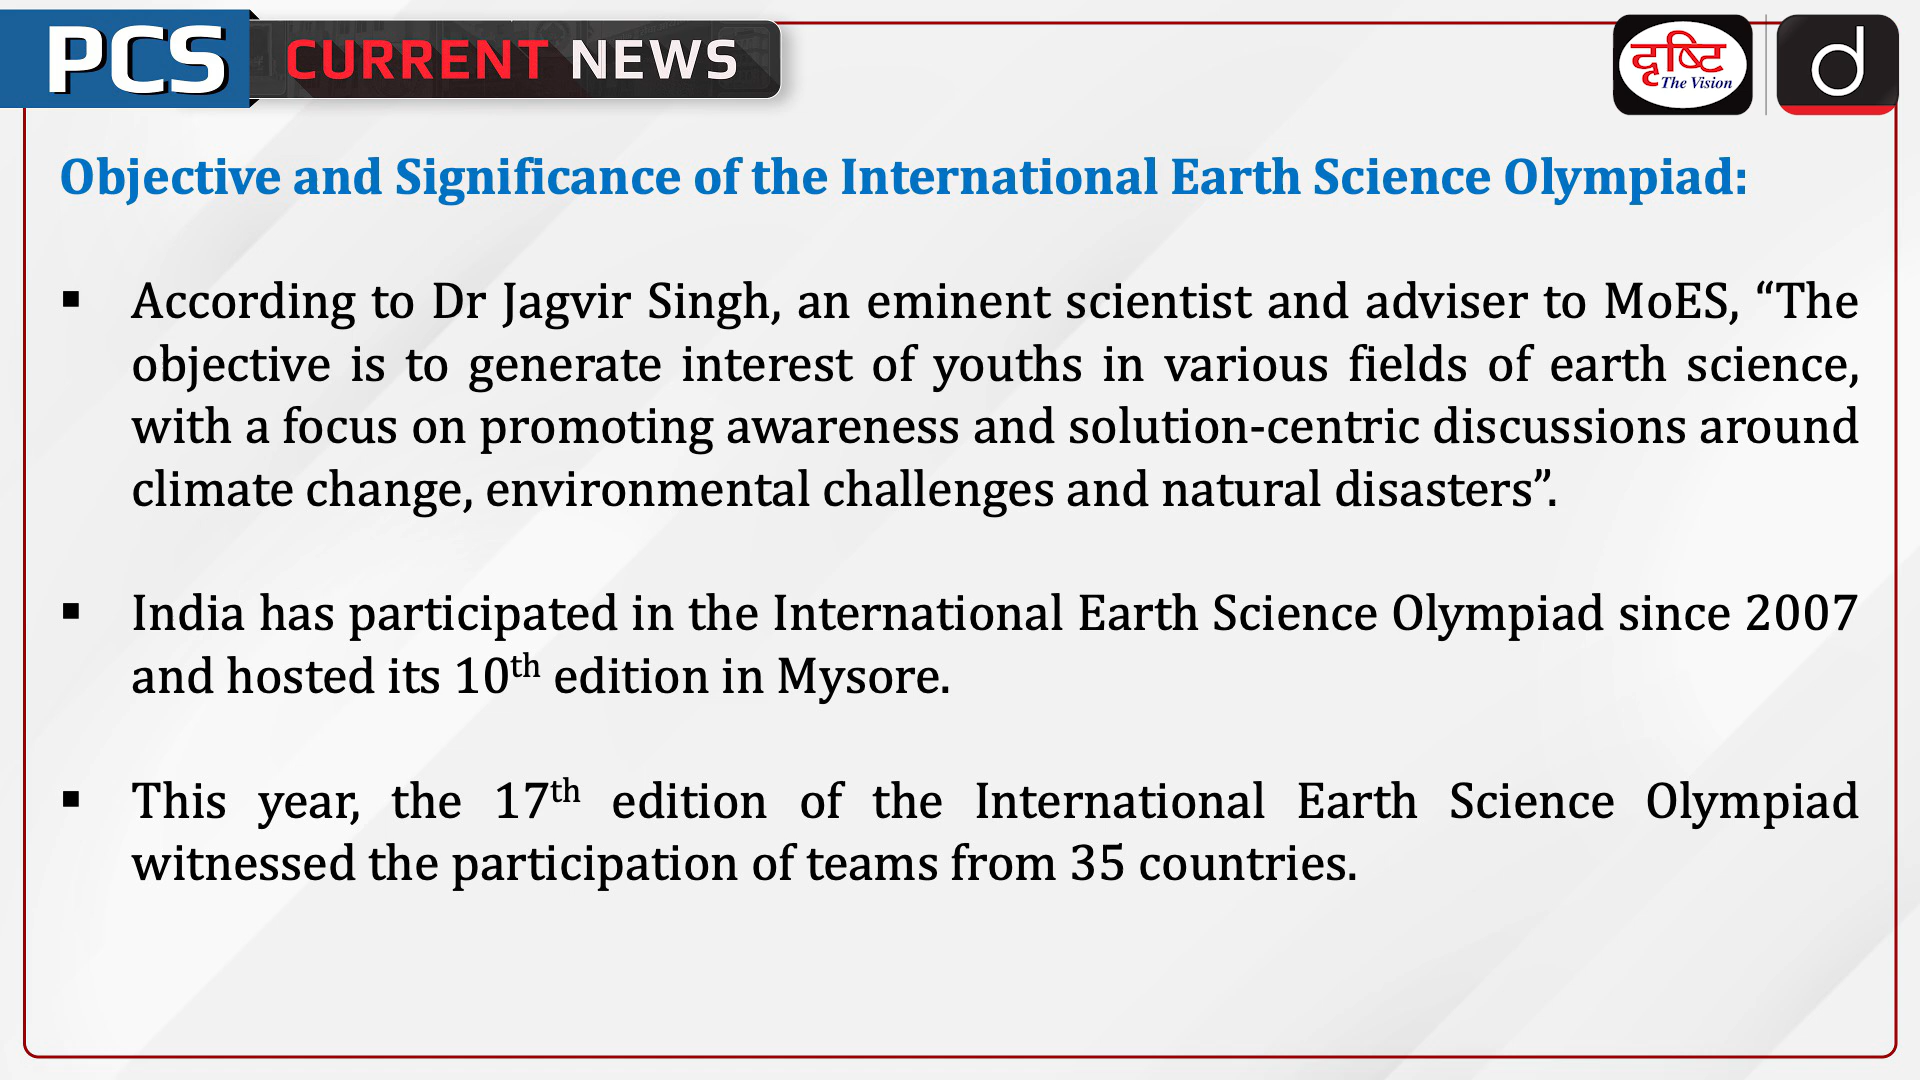 PCS CURRENT NEWS
दृष्टि
The Vision
d
Objective and Significance of the International Earth Science Olympiad:
▪ According to Dr Jagvir Singh, an eminent scientist and adviser to MoES, “The
objective is to generate interest of youths in various fields of earth science,
with a focus on promoting awareness and solution-centric discussions around
climate change, environmental challenges and natural disasters”.
▪ India has participated in the International Earth Science Olympiad since 2007
and hosted its 10th edition in Mysore.
▪ This year, the 17th edition of the International Earth Science Olympiad
witnessed the participation of teams from 35 countries.